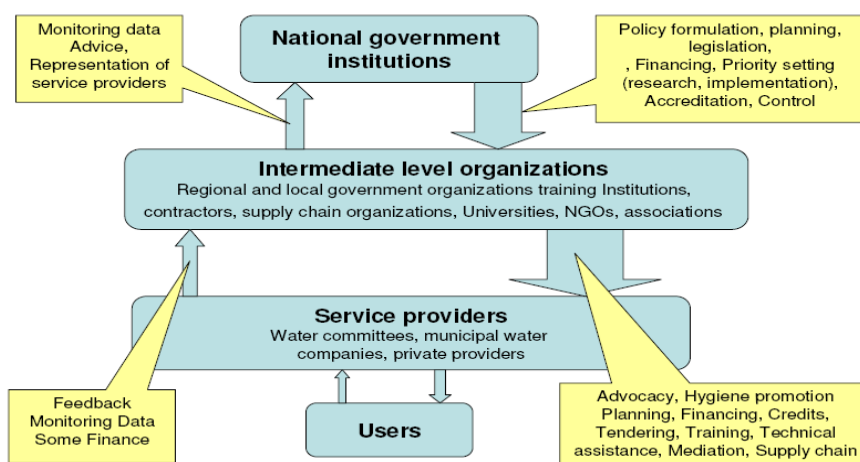 Monitoring data
Advice,
Representation of
service providers
National government
institutions
Policy formulation, planning,
legislation,
, Financing, Priority setting
(research, implementation),
Accreditation, Control
Intermediate level organizations
Regional and local government organizations training Institutions,
contractors, supply chain organizations, Universities, NGOs, associations
Service providers
Water committees, municipal water
companies, private providers
Feedback
Monitoring Data
Some Finance
Users
Advocacy, Hygiene promotion
Planning, Financing, Credits,
Tendering, Training, Technical
assistance, Mediation, Supply chain